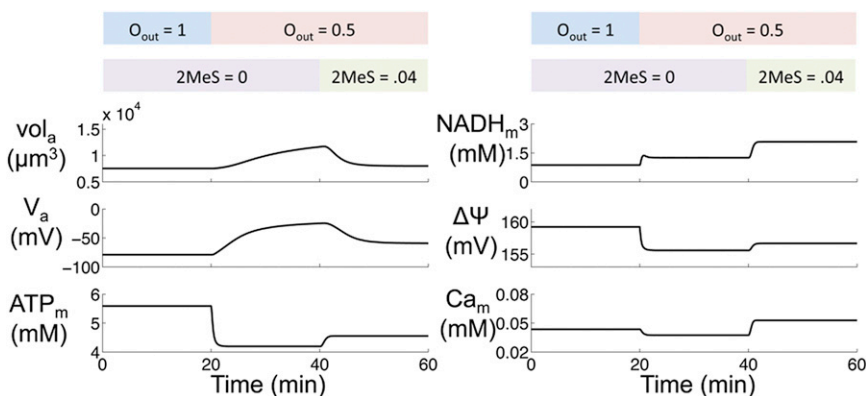 O_out = 1 O_out = 0.5 O_out = 1 O_out = 0.5
2MeS = 0 2MeS = .04 2MeS = 0 2MeS = .04
x 10^4
vol_a
(µm³)
1.5
1
0.5
NADH_m
(mM)
3
1.5
0
V_a
(mV)
0
−50
−100
ΔΨ
(mV)
160
155
ATP_m
(mM)
6
5
4
Ca_m
(mM)
0.08
0.05
0.02
0 20 40 60 0 20 40 60
Time (min) Time (min)